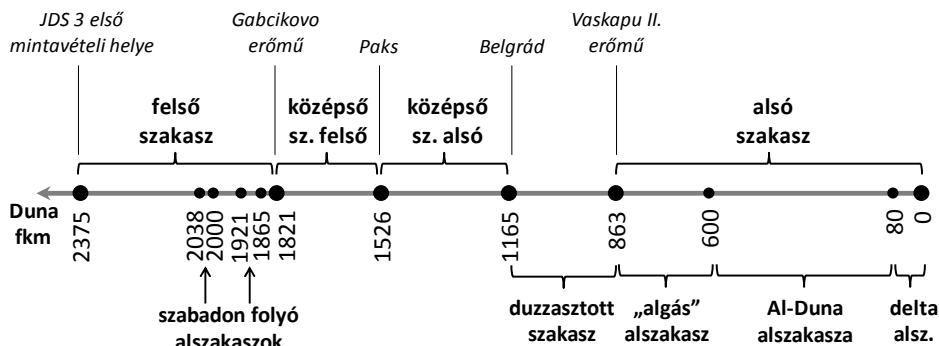 JDS 3 első
mintavételi helye
Gabcikovo
erőmű
Paks
Belgrád
Vaskapu II.
erőmű
felső
szakasz
középső
sz. felső
középső
sz. alsó
alsó
szakasz
Duna
fkm
2375
2038
2000
1921
1865
1821
1526
1165
863
600
80
0
szabadon folyó
alszakaszok
duzzasztott
szakasz
„algás”
alszakasz
Al-Duna
alszakasza
delta
alsz.